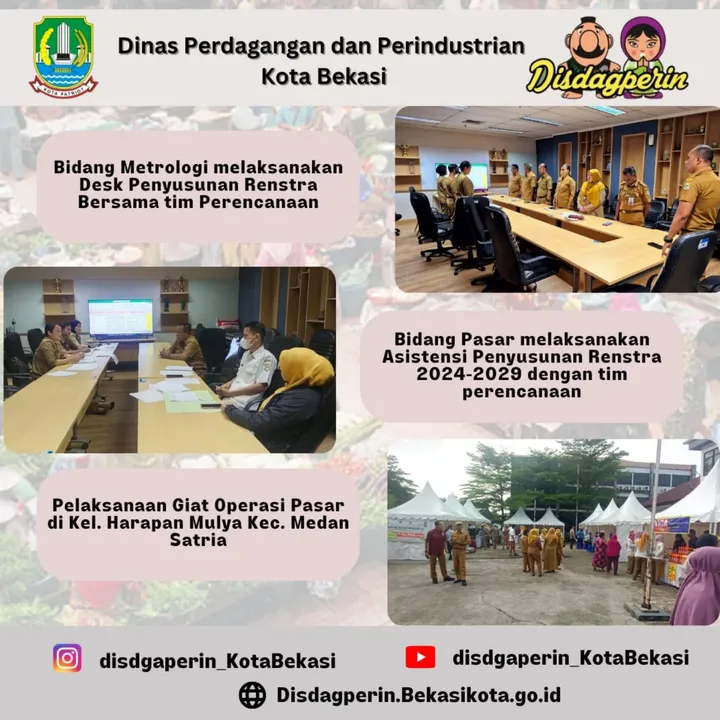 Dinas Perdagangan dan Perindustrian
Kota Bekasi
KOTA PATRIOT
Disdagperin
Bidang Metrologi melaksanakan
Desk Penyusunan Renstra
Bersama tim Perencanaan
Bidang Pasar melaksanakan
Asistensi Penyusunan Renstra
2024-2029 dengan tim
perencanaan
Pelaksanaan Giat Operasi Pasar
di Kel. Harapan Mulya Kec. Medan
Satria
disdgaperin_KotaBekasi
disdgaperin_KotaBekasi
Disdagperin.Bekasikota.go.id